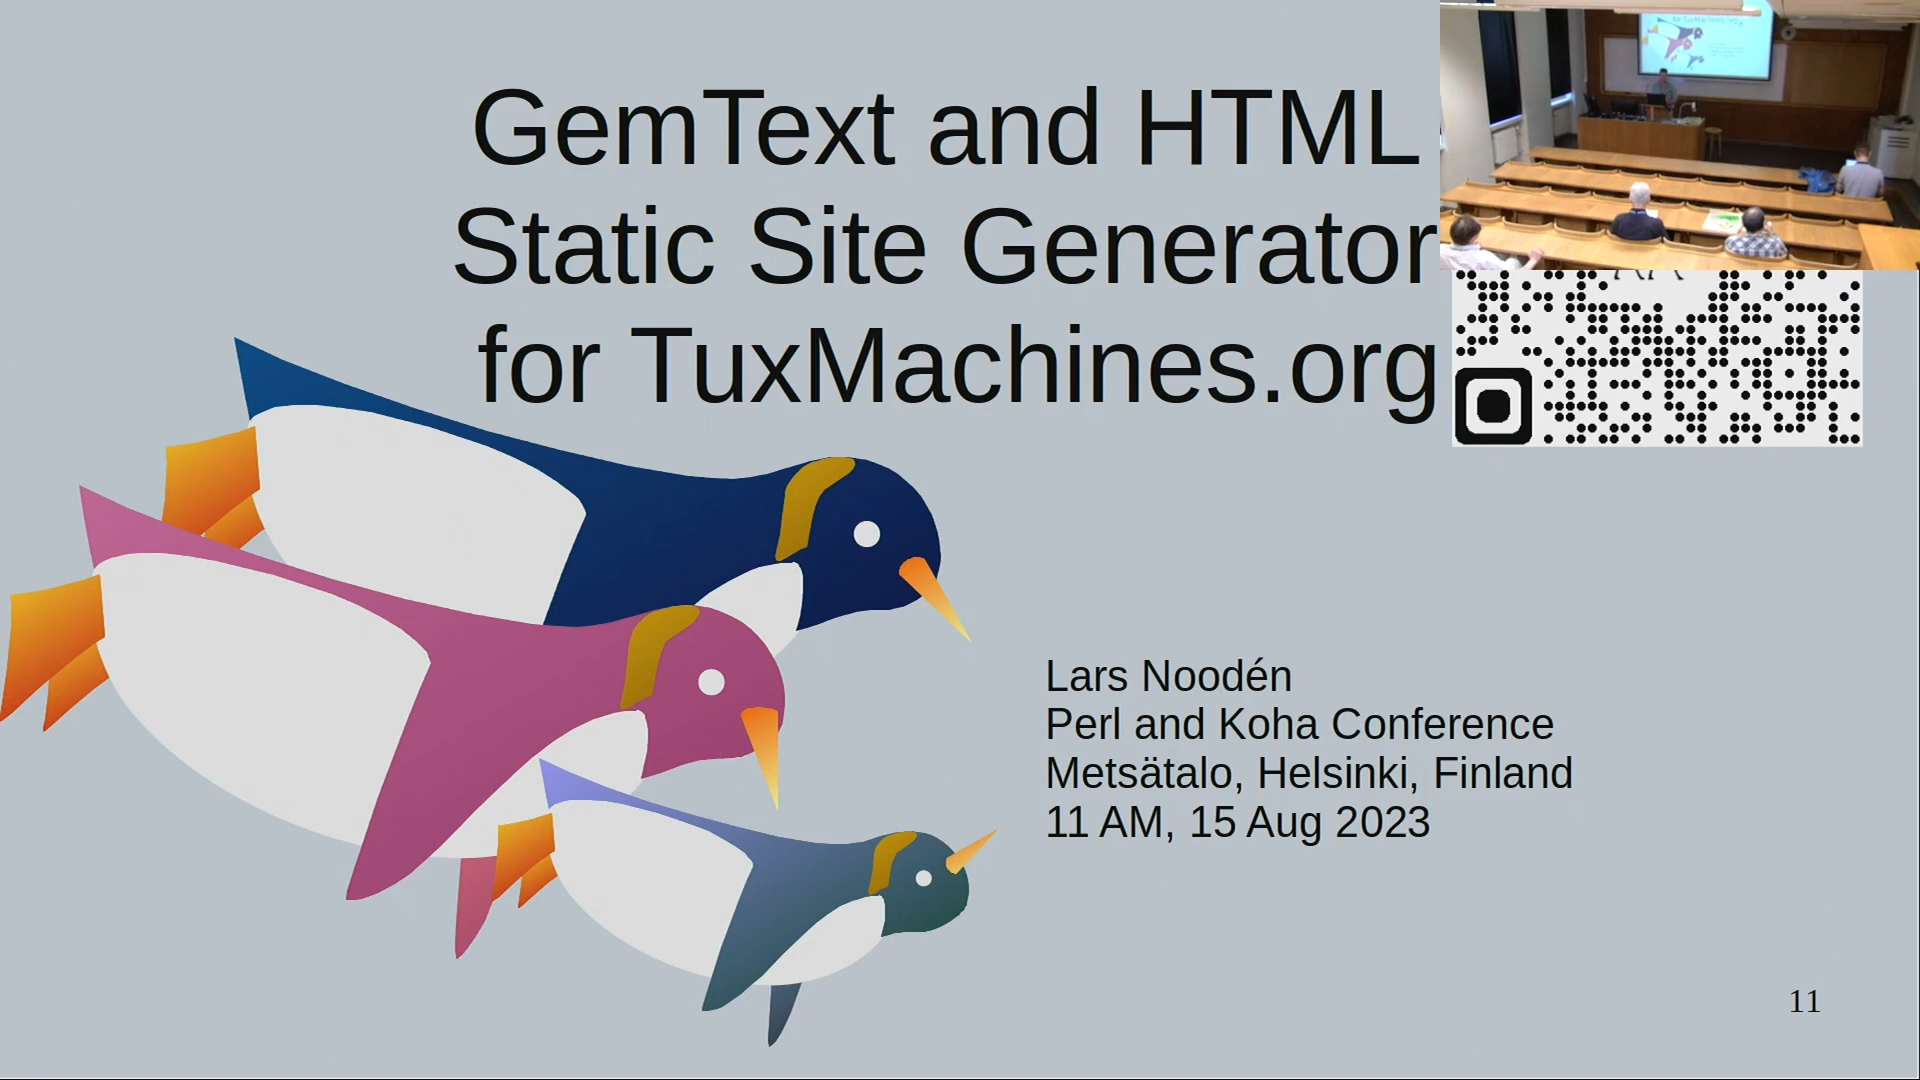 GemText and HTML
Static Site Generator
for TuxMachines.org
Lars Noodén
Perl and Koha Conference
Metsätalo, Helsinki, Finland
11 AM, 15 Aug 2023
11